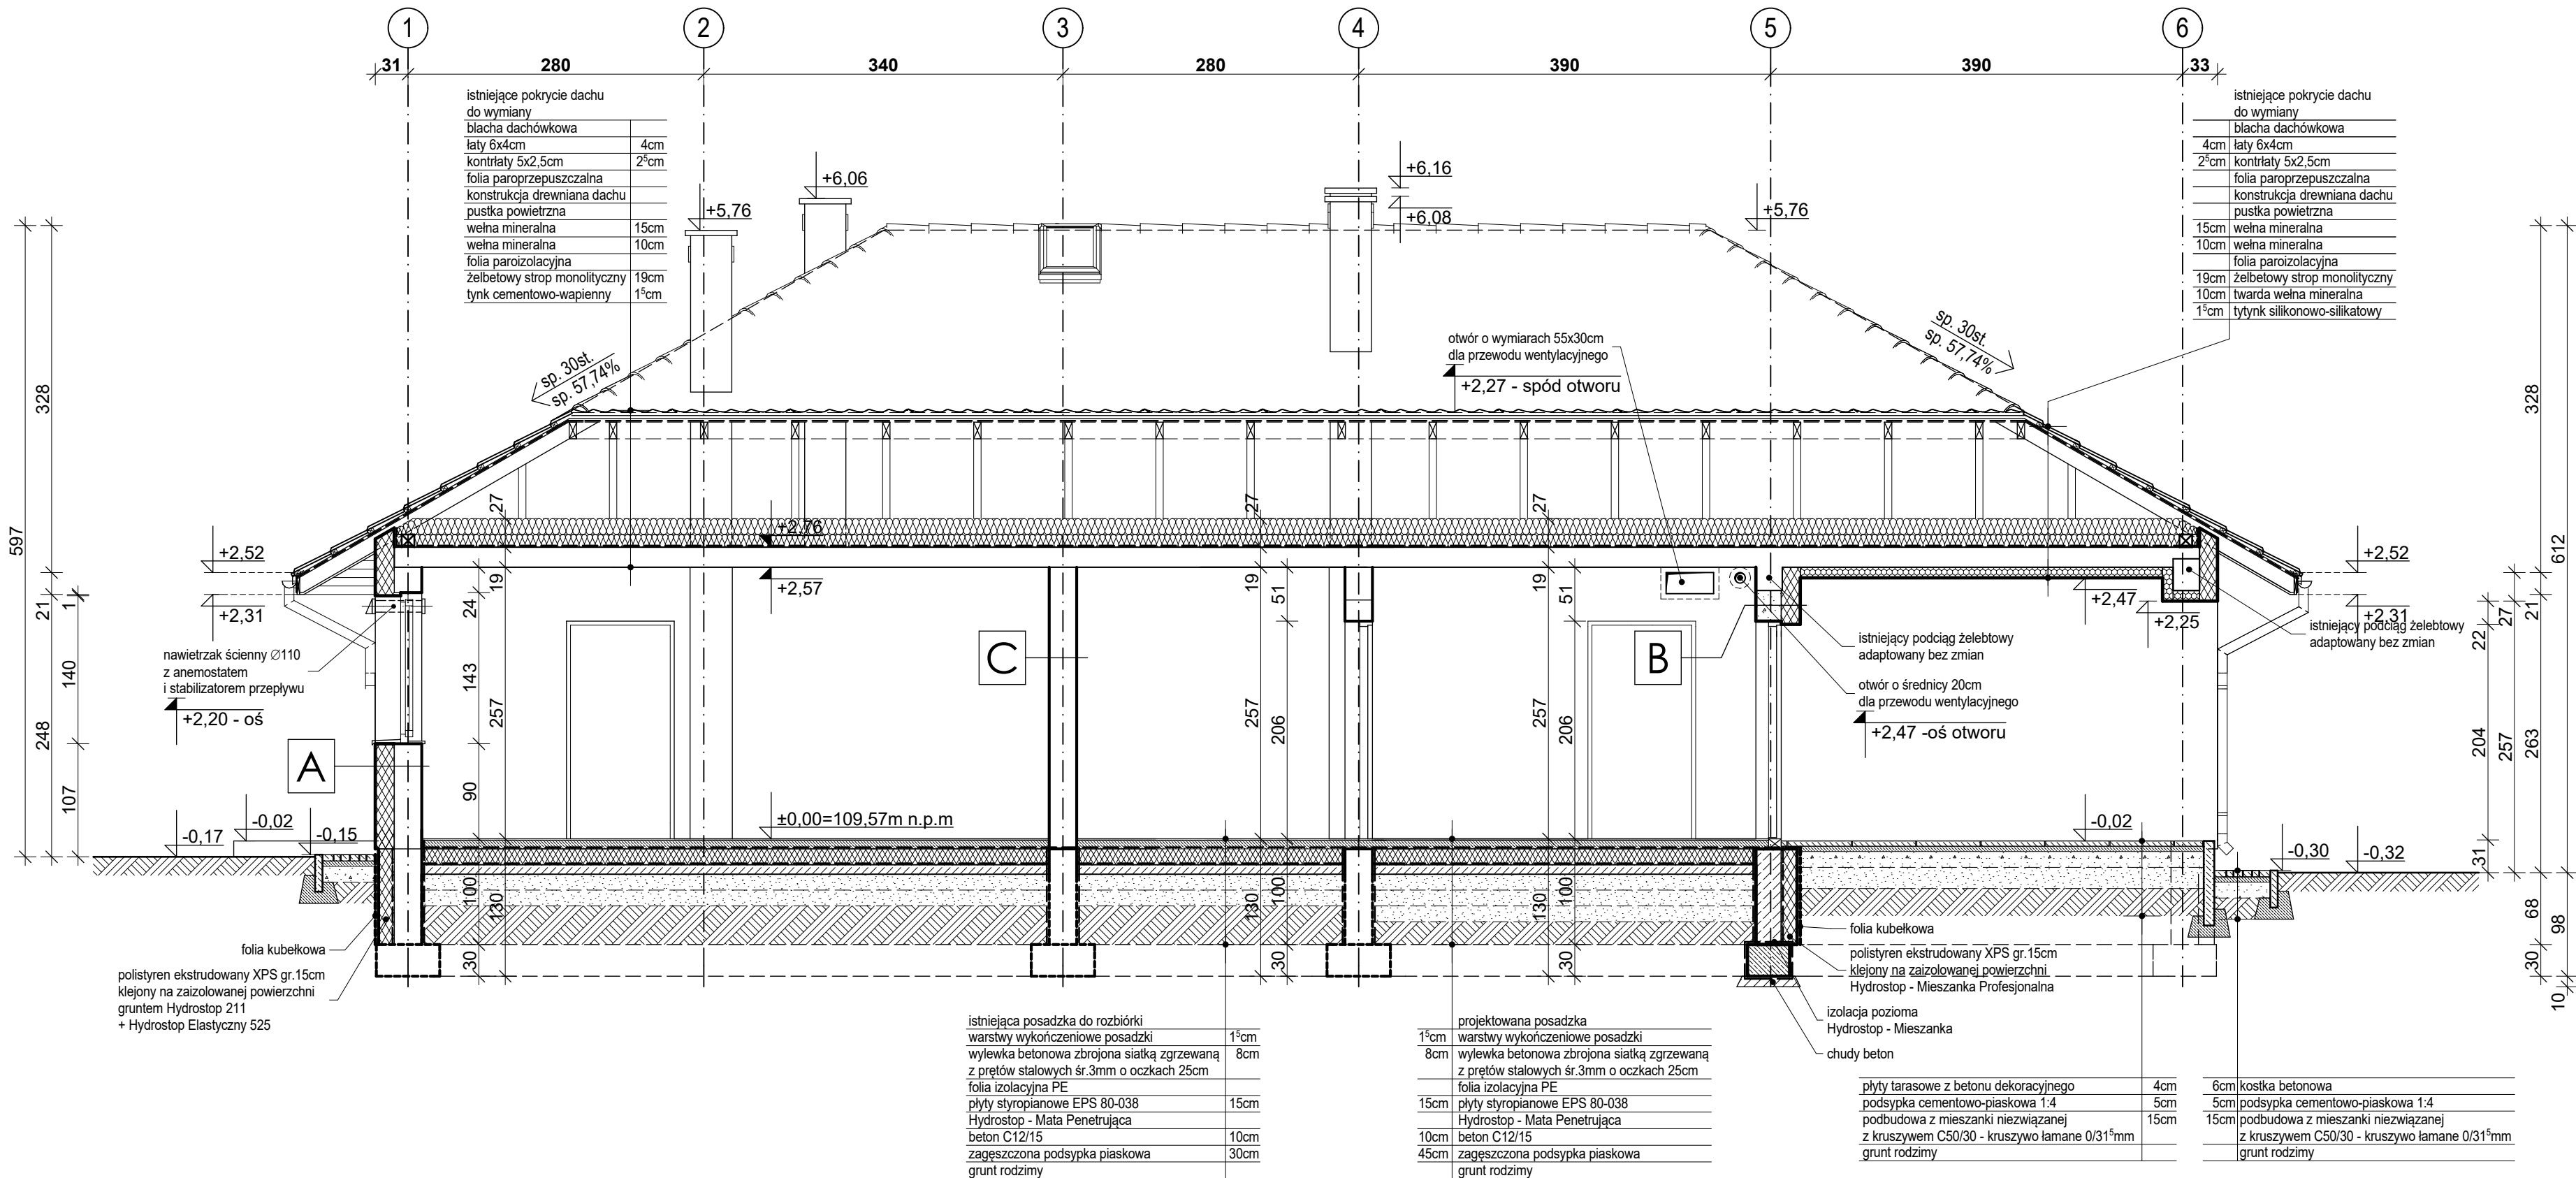 1 2 3 4 5 6
31 280 340 280 390 390 33
istniejące pokrycie dachu
do wymiany
blacha dachówkowa
łaty 6x4cm 4cm
kontrłaty 5x2,5cm 2⁵cm
folia paroprzepuszczalna
konstrukcja drewniana dachu
pustka powietrzna
wełna mineralna 15cm
wełna mineralna 10cm
folia paroizolacyjna
żelbetowy strop monolityczny 19cm
tynk cementowo-wapienny 1⁵cm
istniejące pokrycie dachu
do wymiany
blacha dachówkowa
4cm łaty 6x4cm
2⁵cm kontrłaty 5x2,5cm
folia paroprzepuszczalna
konstrukcja drewniana dachu
pustka powietrzna
15cm wełna mineralna
10cm wełna mineralna
folia paroizolacyjna
19cm żelbetowy strop monolityczny
10cm twarda wełna mineralna
1⁵cm tytynk silikonowo-silikatowy
+5,76
+6,06
+6,16
+6,08
+5,76
sp. 30st.
sp. 57,74%
sp. 30st.
sp. 57,74%
otwór o wymiarach 55x30cm
dla przewodu wentylacyjnego
+2,27 - spód otworu
597
328
21
248
1
140
107
+2,52
+2,31
nawietrzak ścienny ∅110
z anemostatem
i stabilizatorem przepływu
+2,20 - oś
A
-0,17
-0,02
-0,15
27
19
24
143
257
90
100
130
30
+2,76
+2,57
±0,00=109,57m n.p.m
C
27
19
51
257
206
130
100
30
27
19
51
257
206
130
100
30
B
istniejący podciąg żelebtowy
adaptowany bez zmian
otwór o średnicy 20cm
dla przewodu wentylacyjnego
+2,47 -oś otworu
+2,47
+2,25
+2,52
+2,31
istniejący podciąg żelebtowy
adaptowany bez zmian
-0,02
-0,30
-0,32
328
612
27
21
22
204
257
263
31
68
98
30
10
folia kubełkowa
polistyren ekstrudowany XPS gr.15cm
klejony na zaizolowanej powierzchni
gruntem Hydrostop 211
+ Hydrostop Elastyczny 525
folia kubełkowa
polistyren ekstrudowany XPS gr.15cm
klejony na zaizolowanej powierzchni
Hydrostop - Mieszanka Profesjonalna
izolacja pozioma
Hydrostop - Mieszanka
chudy beton
istniejąca posadzka do rozbiórki
warstwy wykończeniowe posadzki 1⁵cm
wylewka betonowa zbrojona siatką zgrzewaną 8cm
z prętów stalowych śr.3mm o oczkach 25cm
folia izolacyjna PE
płyty styropianowe EPS 80-038 15cm
Hydrostop - Mata Penetrująca
beton C12/15 10cm
zagęszczona podsypka piaskowa 30cm
grunt rodzimy
projektowana posadzka
1⁵cm warstwy wykończeniowe posadzki
8cm wylewka betonowa zbrojona siatką zgrzewaną
z prętów stalowych śr.3mm o oczkach 25cm
folia izolacyjna PE
15cm płyty styropianowe EPS 80-038
Hydrostop - Mata Penetrująca
10cm beton C12/15
45cm zagęszczona podsypka piaskowa
grunt rodzimy
płyty tarasowe z betonu dekoracyjnego 4cm
podsypka cementowo-piaskowa 1:4 5cm
podbudowa z mieszanki niezwiązanej 15cm
z kruszywem C50/30 - kruszywo łamane 0/31⁵mm
grunt rodzimy
6cm kostka betonowa
5cm podsypka cementowo-piaskowa 1:4
15cm podbudowa z mieszanki niezwiązanej
z kruszywem C50/30 - kruszywo łamane 0/31⁵mm
grunt rodzimy